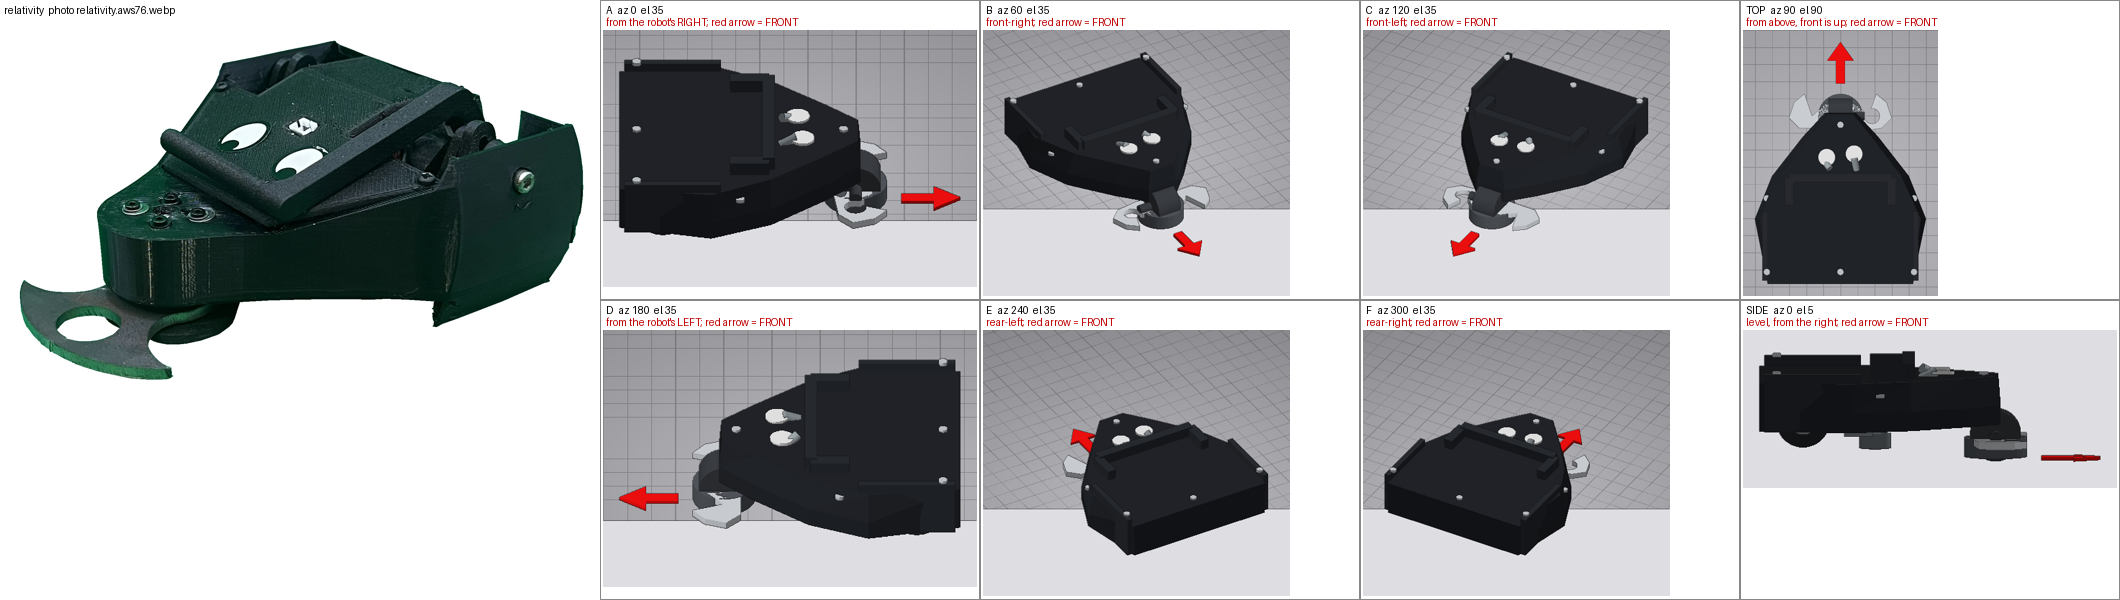 relativity photo relativity.aws76.webp
A az 0 el 35
from the robot's RIGHT; red arrow = FRONT
B az 60 el 35
front-right; red arrow = FRONT
C az 120 el 35
front-left; red arrow = FRONT
TOP az 90 el 90
from above, front is up; red arrow = FRONT
D az 180 el 35
from the robot's LEFT; red arrow = FRONT
E az 240 el 35
rear-left; red arrow = FRONT
F az 300 el 35
rear-right; red arrow = FRONT
SIDE az 0 el 5
level, from the right; red arrow = FRONT